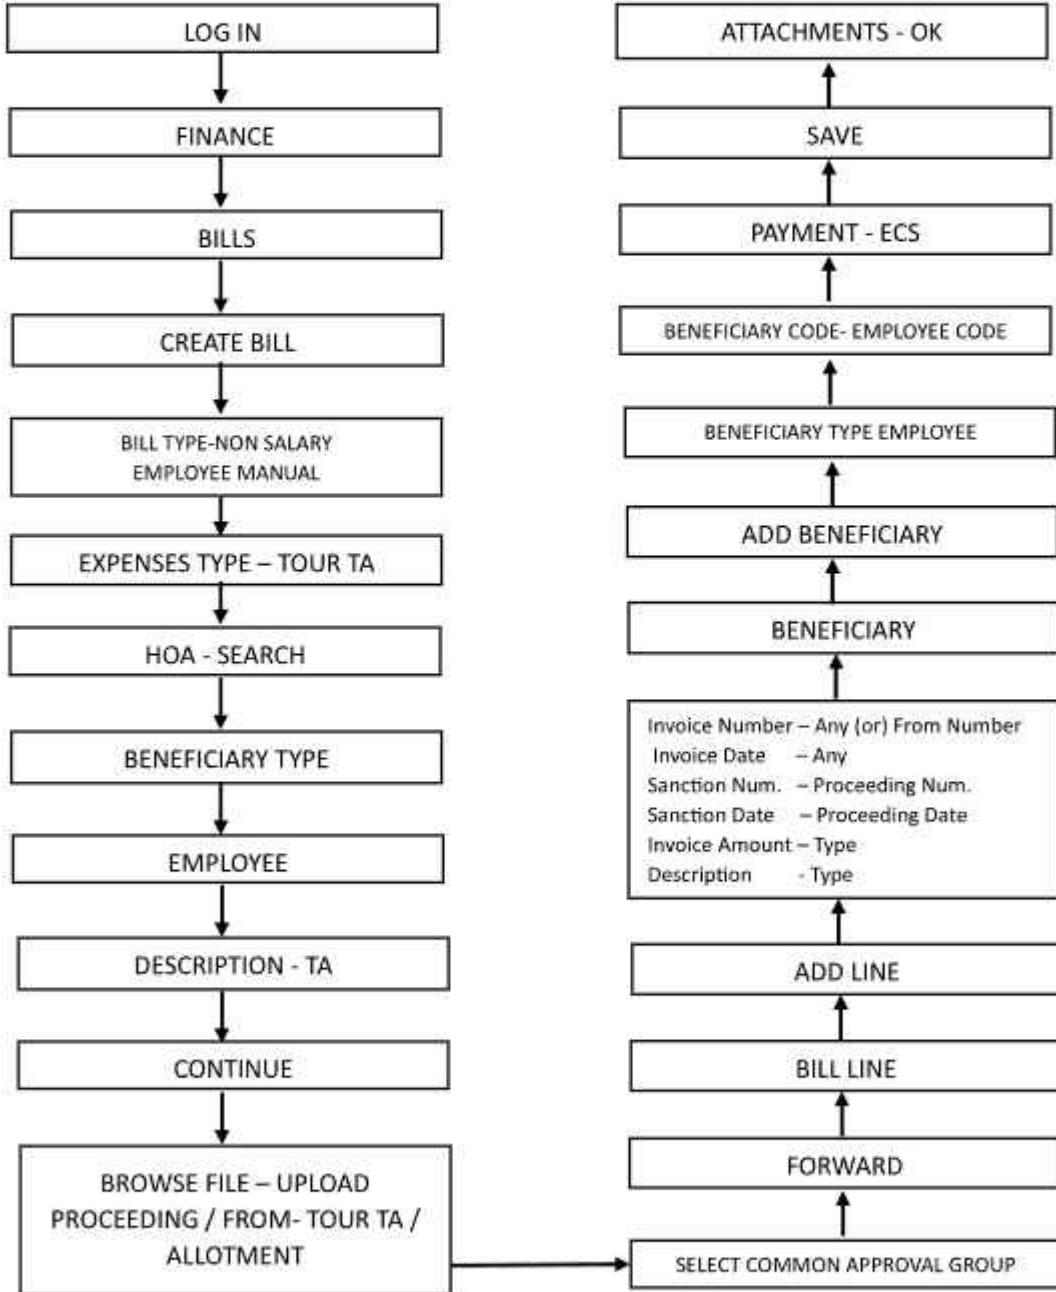 LOG IN
FINANCE
BILLS
CREATE BILL
BILL TYPE-NON SALARY
EMPLOYEE MANUAL
EXPENSES TYPE – TOUR TA
HOA - SEARCH
BENEFICIARY TYPE
EMPLOYEE
DESCRIPTION - TA
CONTINUE
BROWSE FILE – UPLOAD
PROCEEDING / FROM- TOUR TA /
ALLOTMENT
SELECT COMMON APPROVAL GROUP
FORWARD
BILL LINE
ADD LINE
Invoice Number – Any (or) From Number
Invoice Date – Any
Sanction Num. – Proceeding Num.
Sanction Date – Proceeding Date
Invoice Amount – Type
Description - Type
BENEFICIARY
ADD BENEFICIARY
BENEFICIARY TYPE EMPLOYEE
BENEFICIARY CODE- EMPLOYEE CODE
PAYMENT - ECS
SAVE
ATTACHMENTS - OK